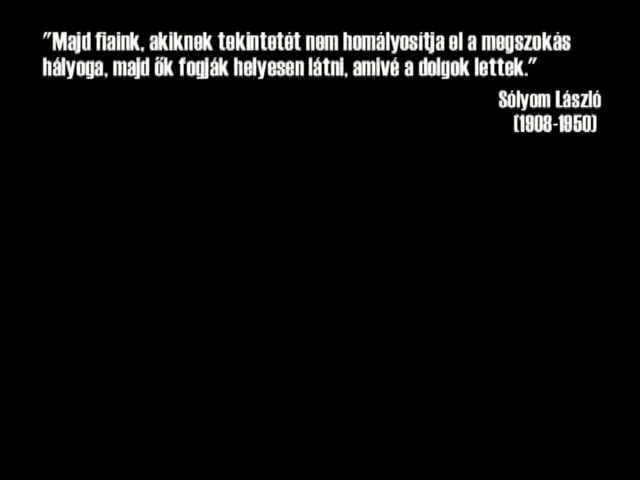 "Majd fiaink, akiknek tekintetét nem homályosítja el a megszokás
hályoga, majd ők fogják helyesen látni, amivé a dolgok lettek."
Sólyom László
(1908-1950)